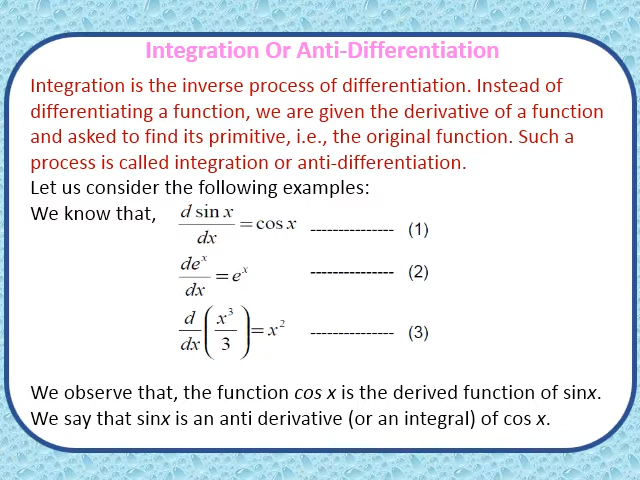 Integration Or Anti-Differentiation
Integration is the inverse process of differentiation. Instead of
differentiating a function, we are given the derivative of a function
and asked to find its primitive, i.e., the original function. Such a
process is called integration or anti-differentiation.
Let us consider the following examples:
We know that, d sin x / dx = cos x --------------- (1)
de^x / dx = e^x --------------- (2)
d/dx (x^3/3) = x^2 --------------- (3)
We observe that, the function cos x is the derived function of sinx.
We say that sinx is an anti derivative (or an integral) of cos x.